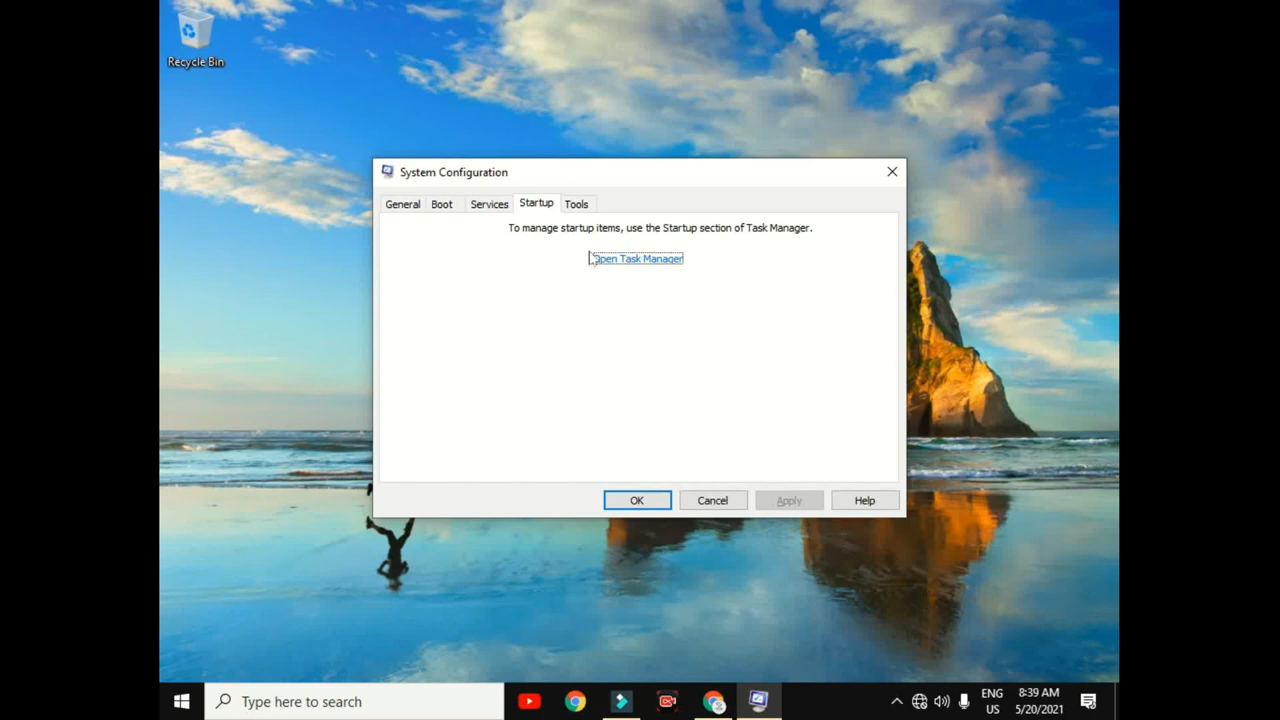 Recycle Bin
System Configuration
General Boot Services Startup Tools
To manage startup items, use the Startup section of Task Manager.
Open Task Manager
OK Cancel Apply Help
Type here to search
ENG 8:39 AM
US 5/20/2021